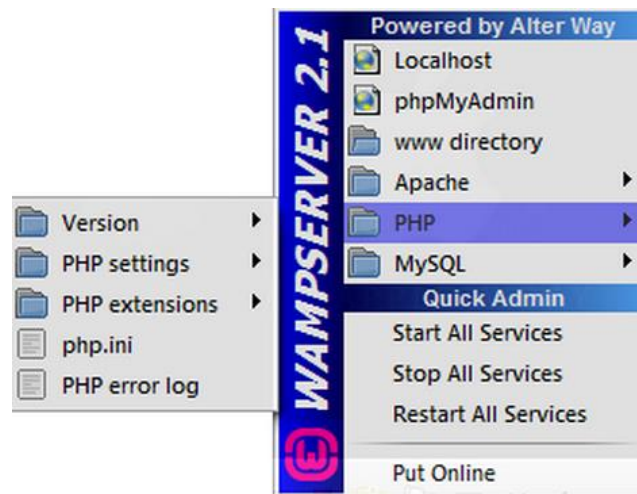 Powered by Alter Way
Localhost
phpMyAdmin
www directory
Apache
PHP
MySQL
Quick Admin
Start All Services
Stop All Services
Restart All Services
Put Online
WAMPSERVER 2.1
Version
PHP settings
PHP extensions
php.ini
PHP error log